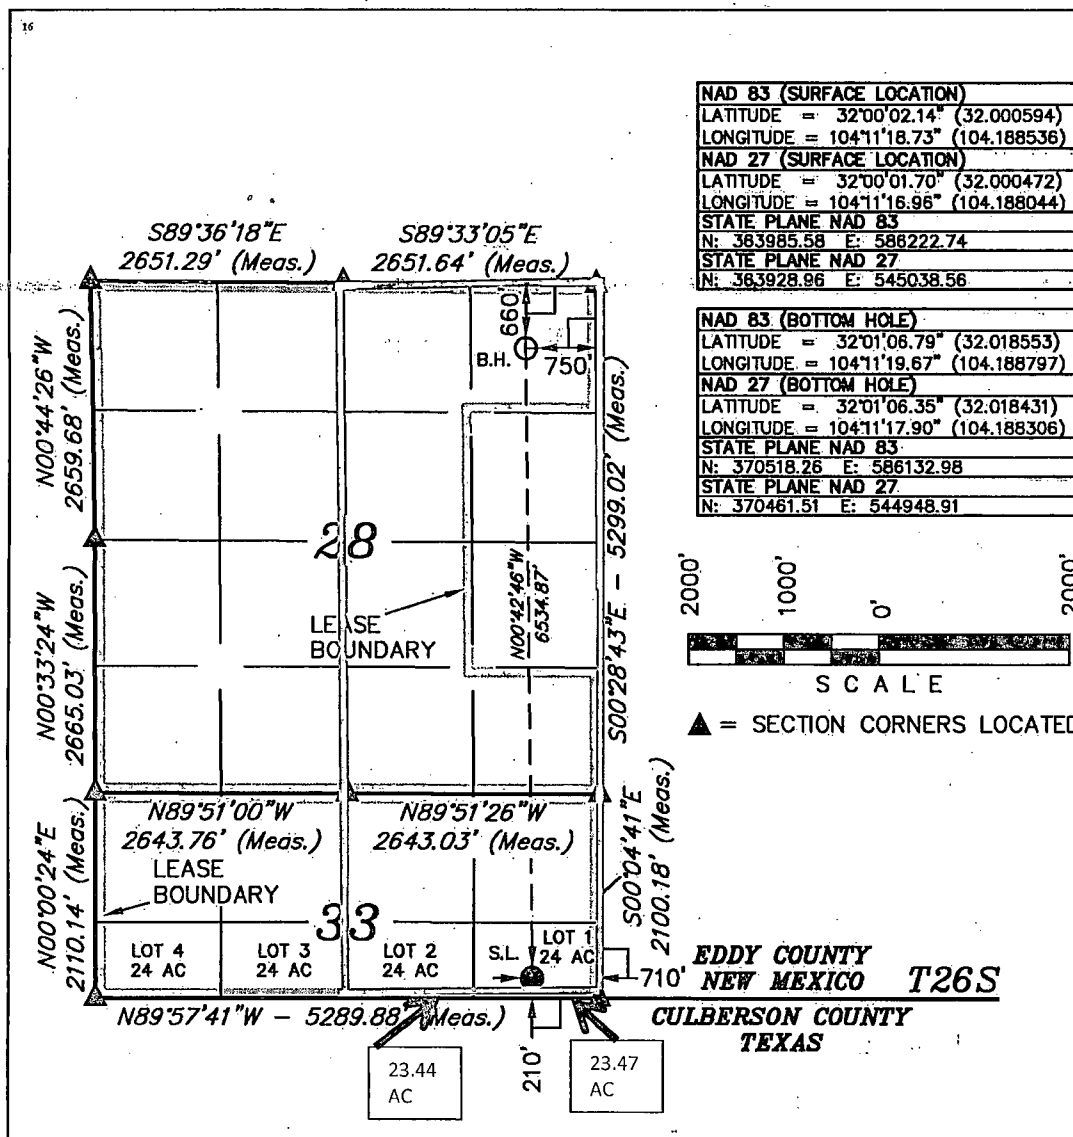 16
NAD 83 (SURFACE LOCATION)
LATITUDE = 32°00'02.14" (32.000594)
LONGITUDE = 104°11'18.73" (104.188536)
NAD 27 (SURFACE LOCATION)
LATITUDE = 32°00'01.70" (32.000472)
LONGITUDE = 104°11'16.96" (104.188044)
STATE PLANE NAD 83
N: 363985.58 E: 586222.74
STATE PLANE NAD 27
N: 363928.96 E: 545038.56
NAD 83 (BOTTOM HOLE)
LATITUDE = 32°01'06.79" (32.018553)
LONGITUDE = 104°11'19.67" (104.188797)
NAD 27 (BOTTOM HOLE)
LATITUDE = 32°01'06.35" (32.018431)
LONGITUDE = 104°11'17.90" (104.188306)
STATE PLANE NAD 83
N: 370518.26 E: 586132.98
STATE PLANE NAD 27
N: 370461.51 E: 544948.91
S89°36'18"E
2651.29' (Meas.)
S89°33'05"E
2651.64' (Meas.)
660'
B.H.
750'
N00°44'26"W
2659.68' (Meas.)
S00°28'43"E - 5299.02' (Meas.)
28
N00°42'46"W
6534.87'
LEASE
BOUNDARY
N00°33'24"W
2665.03' (Meas.)
2000'
1000'
0'
2000'
SCALE
▲ = SECTION CORNERS LOCATED
N89°51'00"W
2643.76' (Meas.)
N89°51'26"W
2643.03' (Meas.)
N00°00'24"E
2110.14' (Meas.)
S00°04'41"E
2100.18' (Meas.)
LEASE
BOUNDARY
33
LOT 4
24 AC
LOT 3
24 AC
LOT 2
24 AC
S.L.
LOT 1
24 AC
710'
EDDY COUNTY
NEW MEXICO
T26S
N89°57'41"W - 5289.88' (Meas.)
CULBERSON COUNTY
TEXAS
210'
23.44
AC
23.47
AC